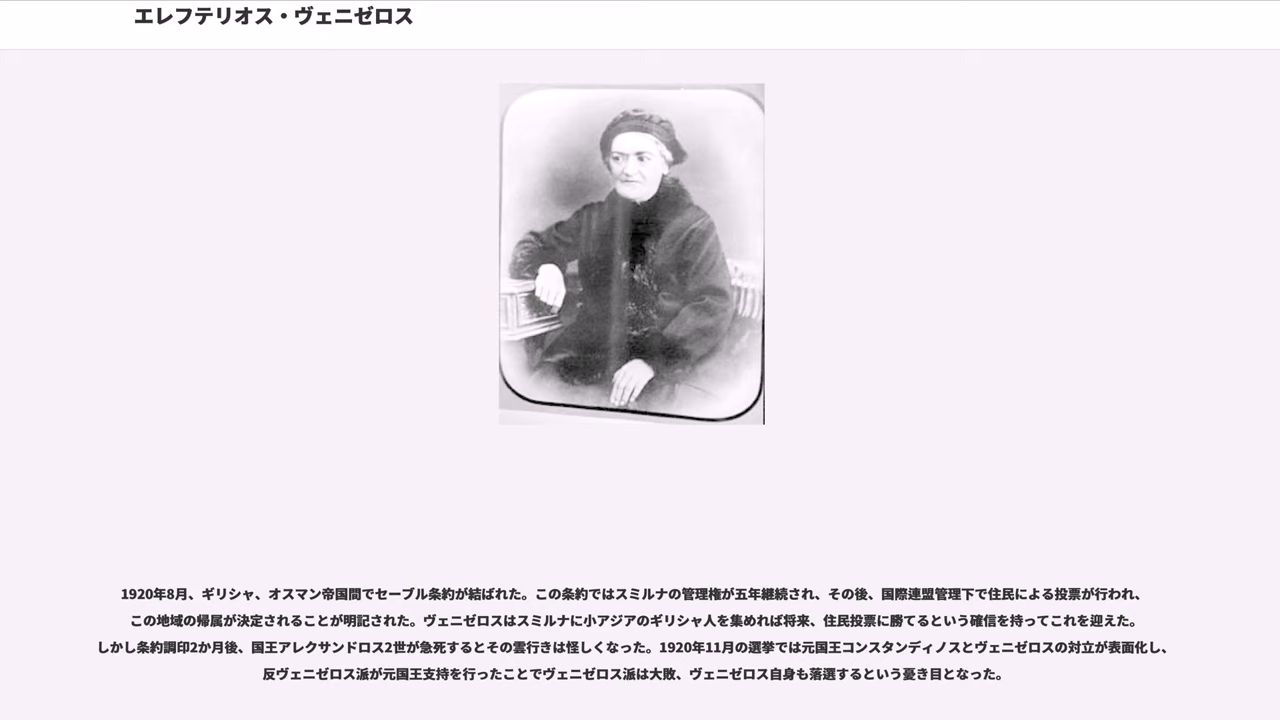 エレフテリオス・ヴェニゼロス
1920年8月、ギリシャ、オスマン帝国間でセーブル条約が結ばれた。この条約ではスミルナの管理権が五年継続され、その後、国際連盟管理下で住民による投票が行われ、
この地域の帰属が決定されることが明記された。ヴェニゼロスはスミルナに小アジアのギリシャ人を集めれば将来、住民投票に勝てるという確信を持ってこれを迎えた。
しかし条約調印2か月後、国王アレクサンドロス2世が急死するとその雲行きは怪しくなった。1920年11月の選挙では元国王コンスタンディノスとヴェニゼロスの対立が表面化し、
反ヴェニゼロス派が元国王支持を行ったことでヴェニゼロス派は大敗、ヴェニゼロス自身も落選するという憂き目となった。